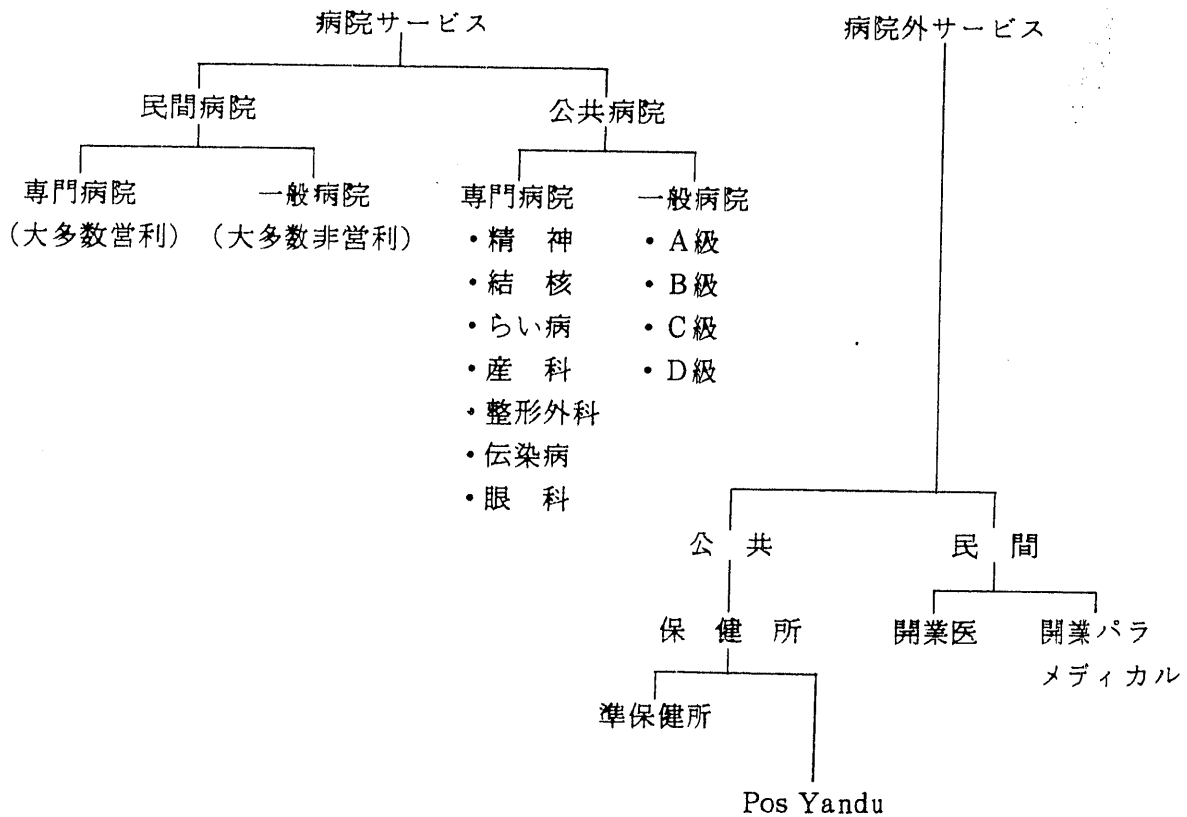 病院サービス
病院外サービス
民間病院
公共病院
専門病院
一般病院
専門病院
一般病院
（大多数営利）
（大多数非営利）
・精　神
・A級
・結　核
・B級
・らい病
・C級
・産　科
・D級
・整形外科
・伝染病
・眼　科
公　共
民　間
保　健　所
開業医
開業パラ
メディカル
準保健所
Pos Yandu